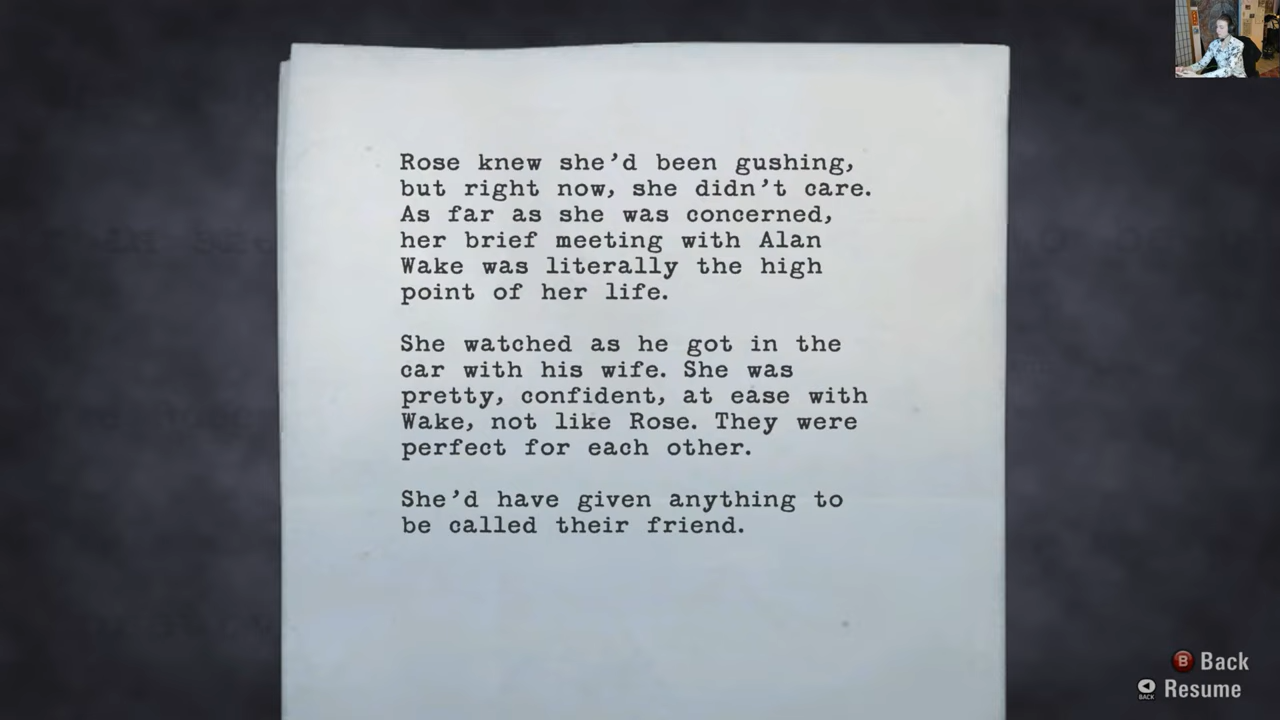 Rose knew she’d been gushing,
but right now, she didn’t care.
As far as she was concerned,
her brief meeting with Alan
Wake was literally the high
point of her life.
She watched as he got in the
car with his wife. She was
pretty, confident, at ease with
Wake, not like Rose. They were
perfect for each other.
She’d have given anything to
be called their friend.
B Back
BACK Resume